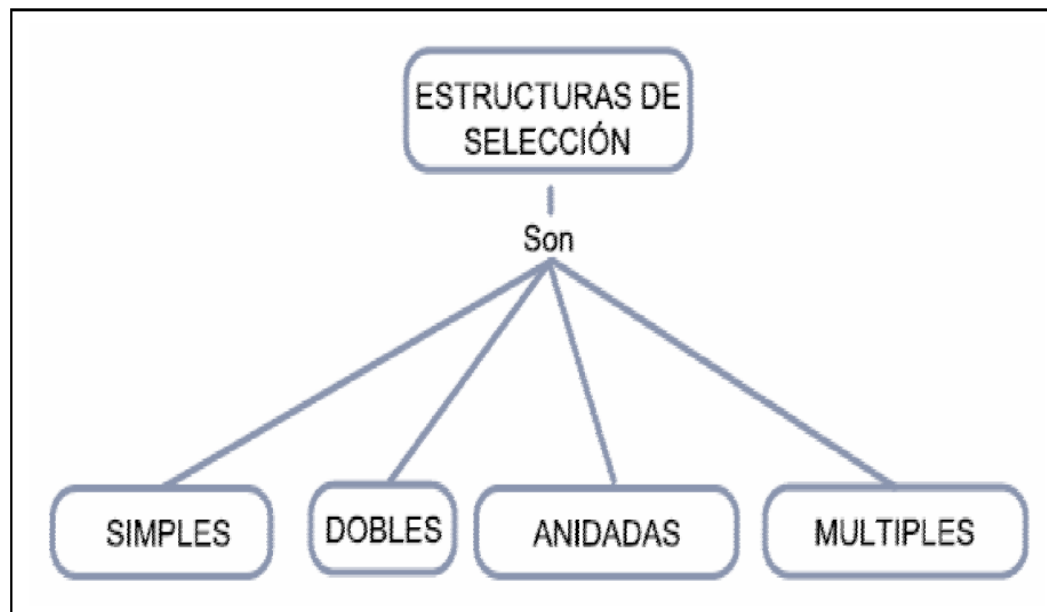 ESTRUCTURAS DE
SELECCIÓN
Son
SIMPLES
DOBLES
ANIDADAS
MULTIPLES